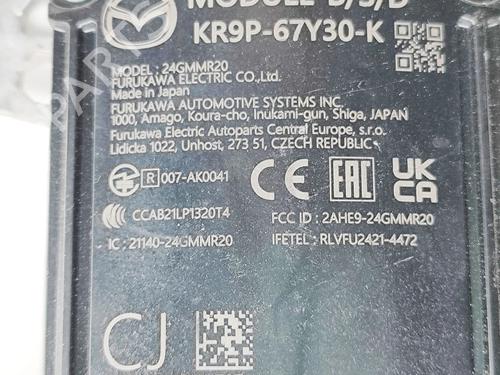 MODULE B/S/D
KR9P-67Y30-K
MODEL: 24GMMR20
FURUKAWA ELECTRIC CO.,Ltd.
Made in Japan
FURUKAWA AUTOMOTIVE SYSTEMS INC.
1000, Amago, Koura-cho, Inukami-gun, Shiga, JAPAN
Furukawa Electric Autoparts Central Europe, s.r.o.
Lidicka 1022, Unhost, 273 51, CZECH REPUBLIC
R 007-AK0041
CE EAC UK CA
CCAB21LP1320T4
FCC ID : 2AHE9-24GMMR20
IC : 21140-24GMMR20
IFETEL : RLVFU2421-4472
CJ